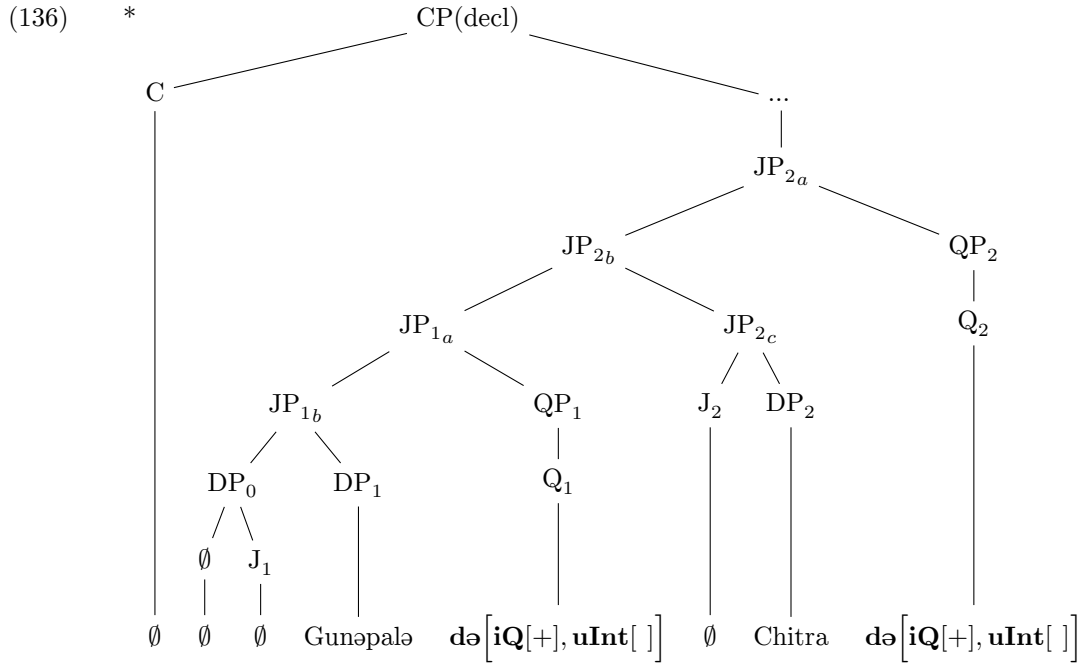 (136) * CP(decl)
C ...
JP2a
JP2b QP2
JP1a JP2c Q2
JP1b QP1 J2 DP2
DP0 DP1 Q1
∅ J1
∅ ∅ ∅ Gunəpalə də[iQ[+], uInt[ ]] ∅ Chitra də[iQ[+], uInt[ ]]